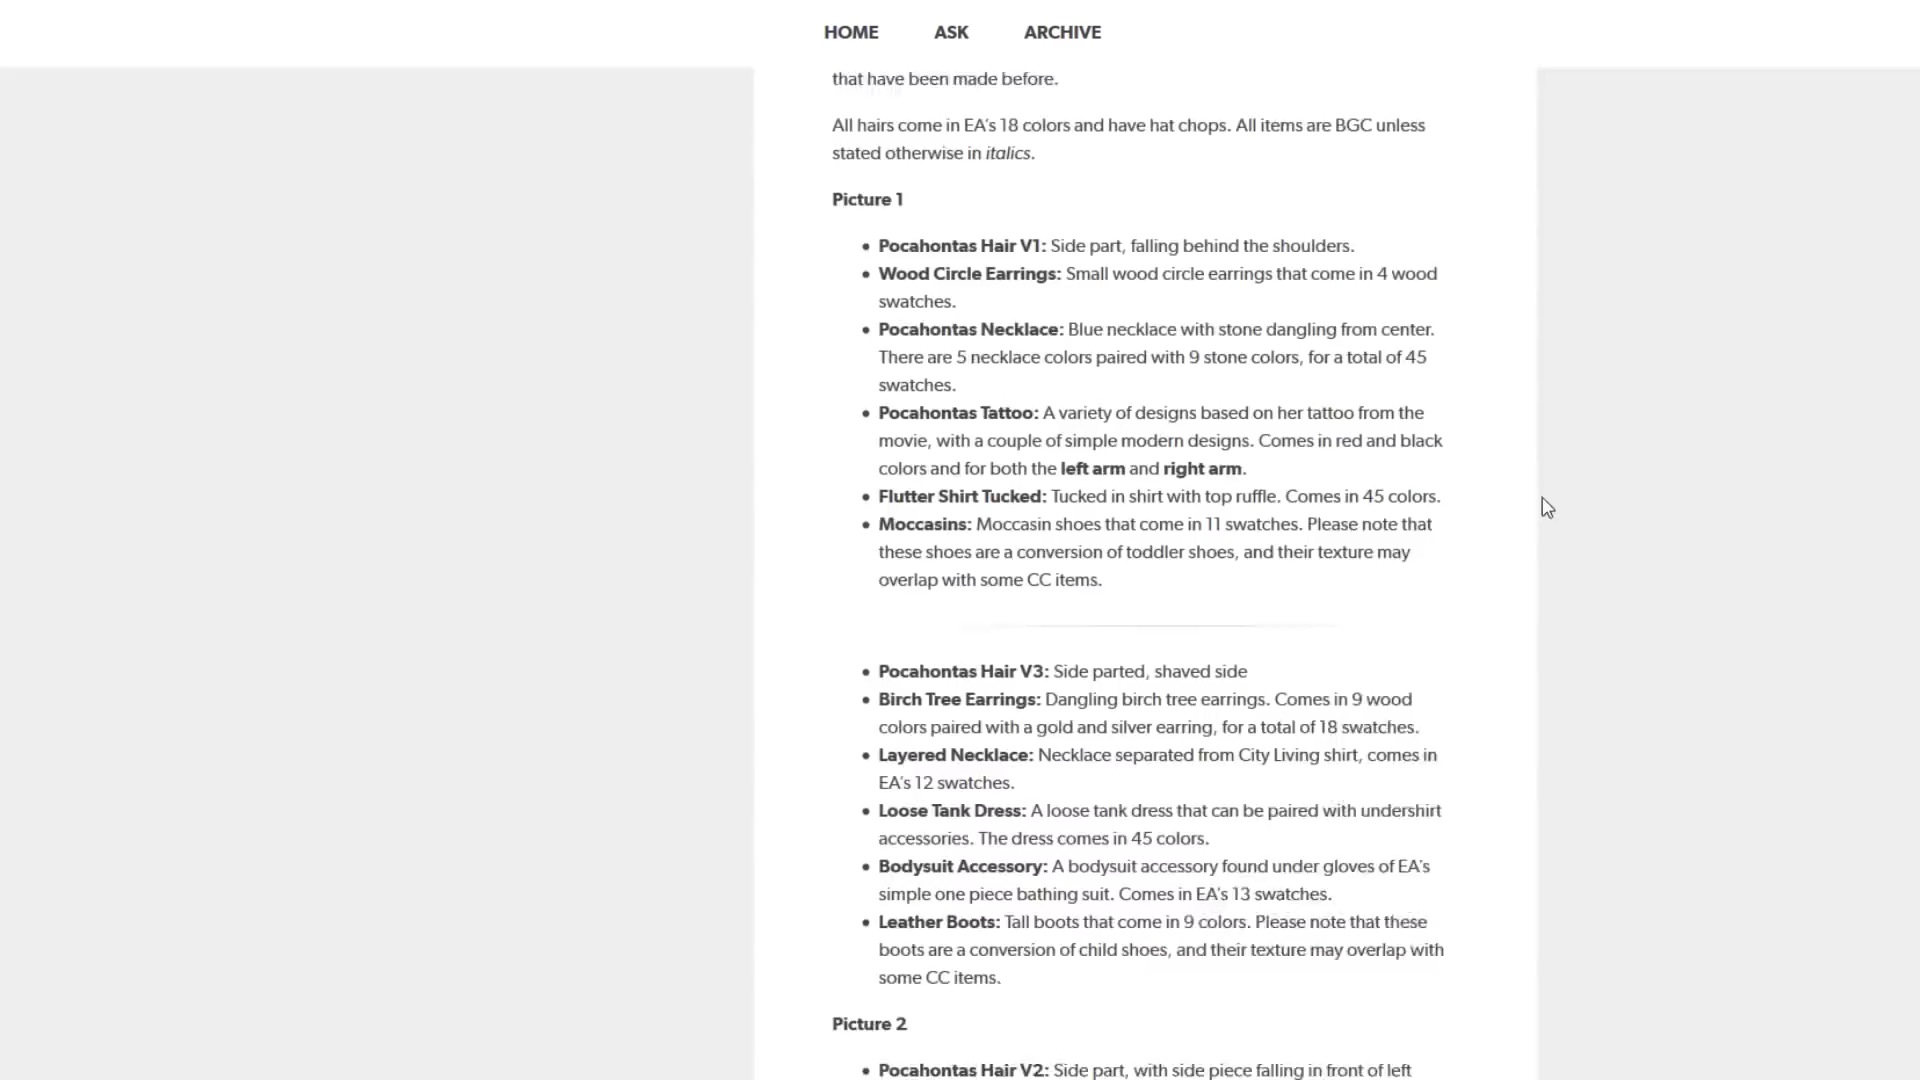 HOME ASK ARCHIVE
that have been made before.
All hairs come in EA's 18 colors and have hat chops. All items are BGC unless
stated otherwise in italics.
Picture 1
• Pocahontas Hair V1: Side part, falling behind the shoulders.
• Wood Circle Earrings: Small wood circle earrings that come in 4 wood
swatches.
• Pocahontas Necklace: Blue necklace with stone dangling from center.
There are 5 necklace colors paired with 9 stone colors, for a total of 45
swatches.
• Pocahontas Tattoo: A variety of designs based on her tattoo from the
movie, with a couple of simple modern designs. Comes in red and black
colors and for both the left arm and right arm.
• Flutter Shirt Tucked: Tucked in shirt with top ruffle. Comes in 45 colors.
• Moccasins: Moccasin shoes that come in 11 swatches. Please note that
these shoes are a conversion of toddler shoes, and their texture may
overlap with some CC items.
• Pocahontas Hair V3: Side parted, shaved side
• Birch Tree Earrings: Dangling birch tree earrings. Comes in 9 wood
colors paired with a gold and silver earring, for a total of 18 swatches.
• Layered Necklace: Necklace separated from City Living shirt, comes in
EA's 12 swatches.
• Loose Tank Dress: A loose tank dress that can be paired with undershirt
accessories. The dress comes in 45 colors.
• Bodysuit Accessory: A bodysuit accessory found under gloves of EA's
simple one piece bathing suit. Comes in EA's 13 swatches.
• Leather Boots: Tall boots that come in 9 colors. Please note that these
boots are a conversion of child shoes, and their texture may overlap with
some CC items.
Picture 2
• Pocahontas Hair V2: Side part, with side piece falling in front of left